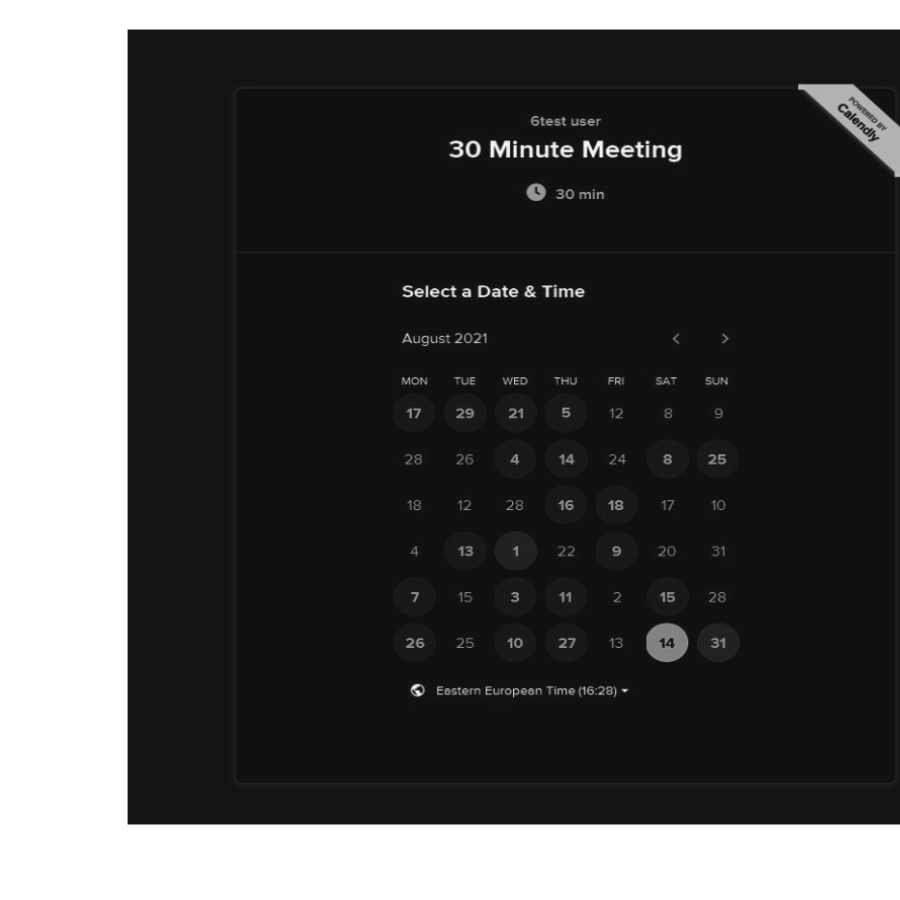 POWERED BY
Calendly
6test user
30 Minute Meeting
30 min
Select a Date & Time
August 2021
MON TUE WED THU FRI SAT SUN
17 29 21 5 12 8 9
28 26 4 14 24 8 25
18 12 28 16 18 17 10
4 13 1 22 9 20 31
7 15 3 11 2 15 28
26 25 10 27 13 14 31
Eastern European Time (16:28)